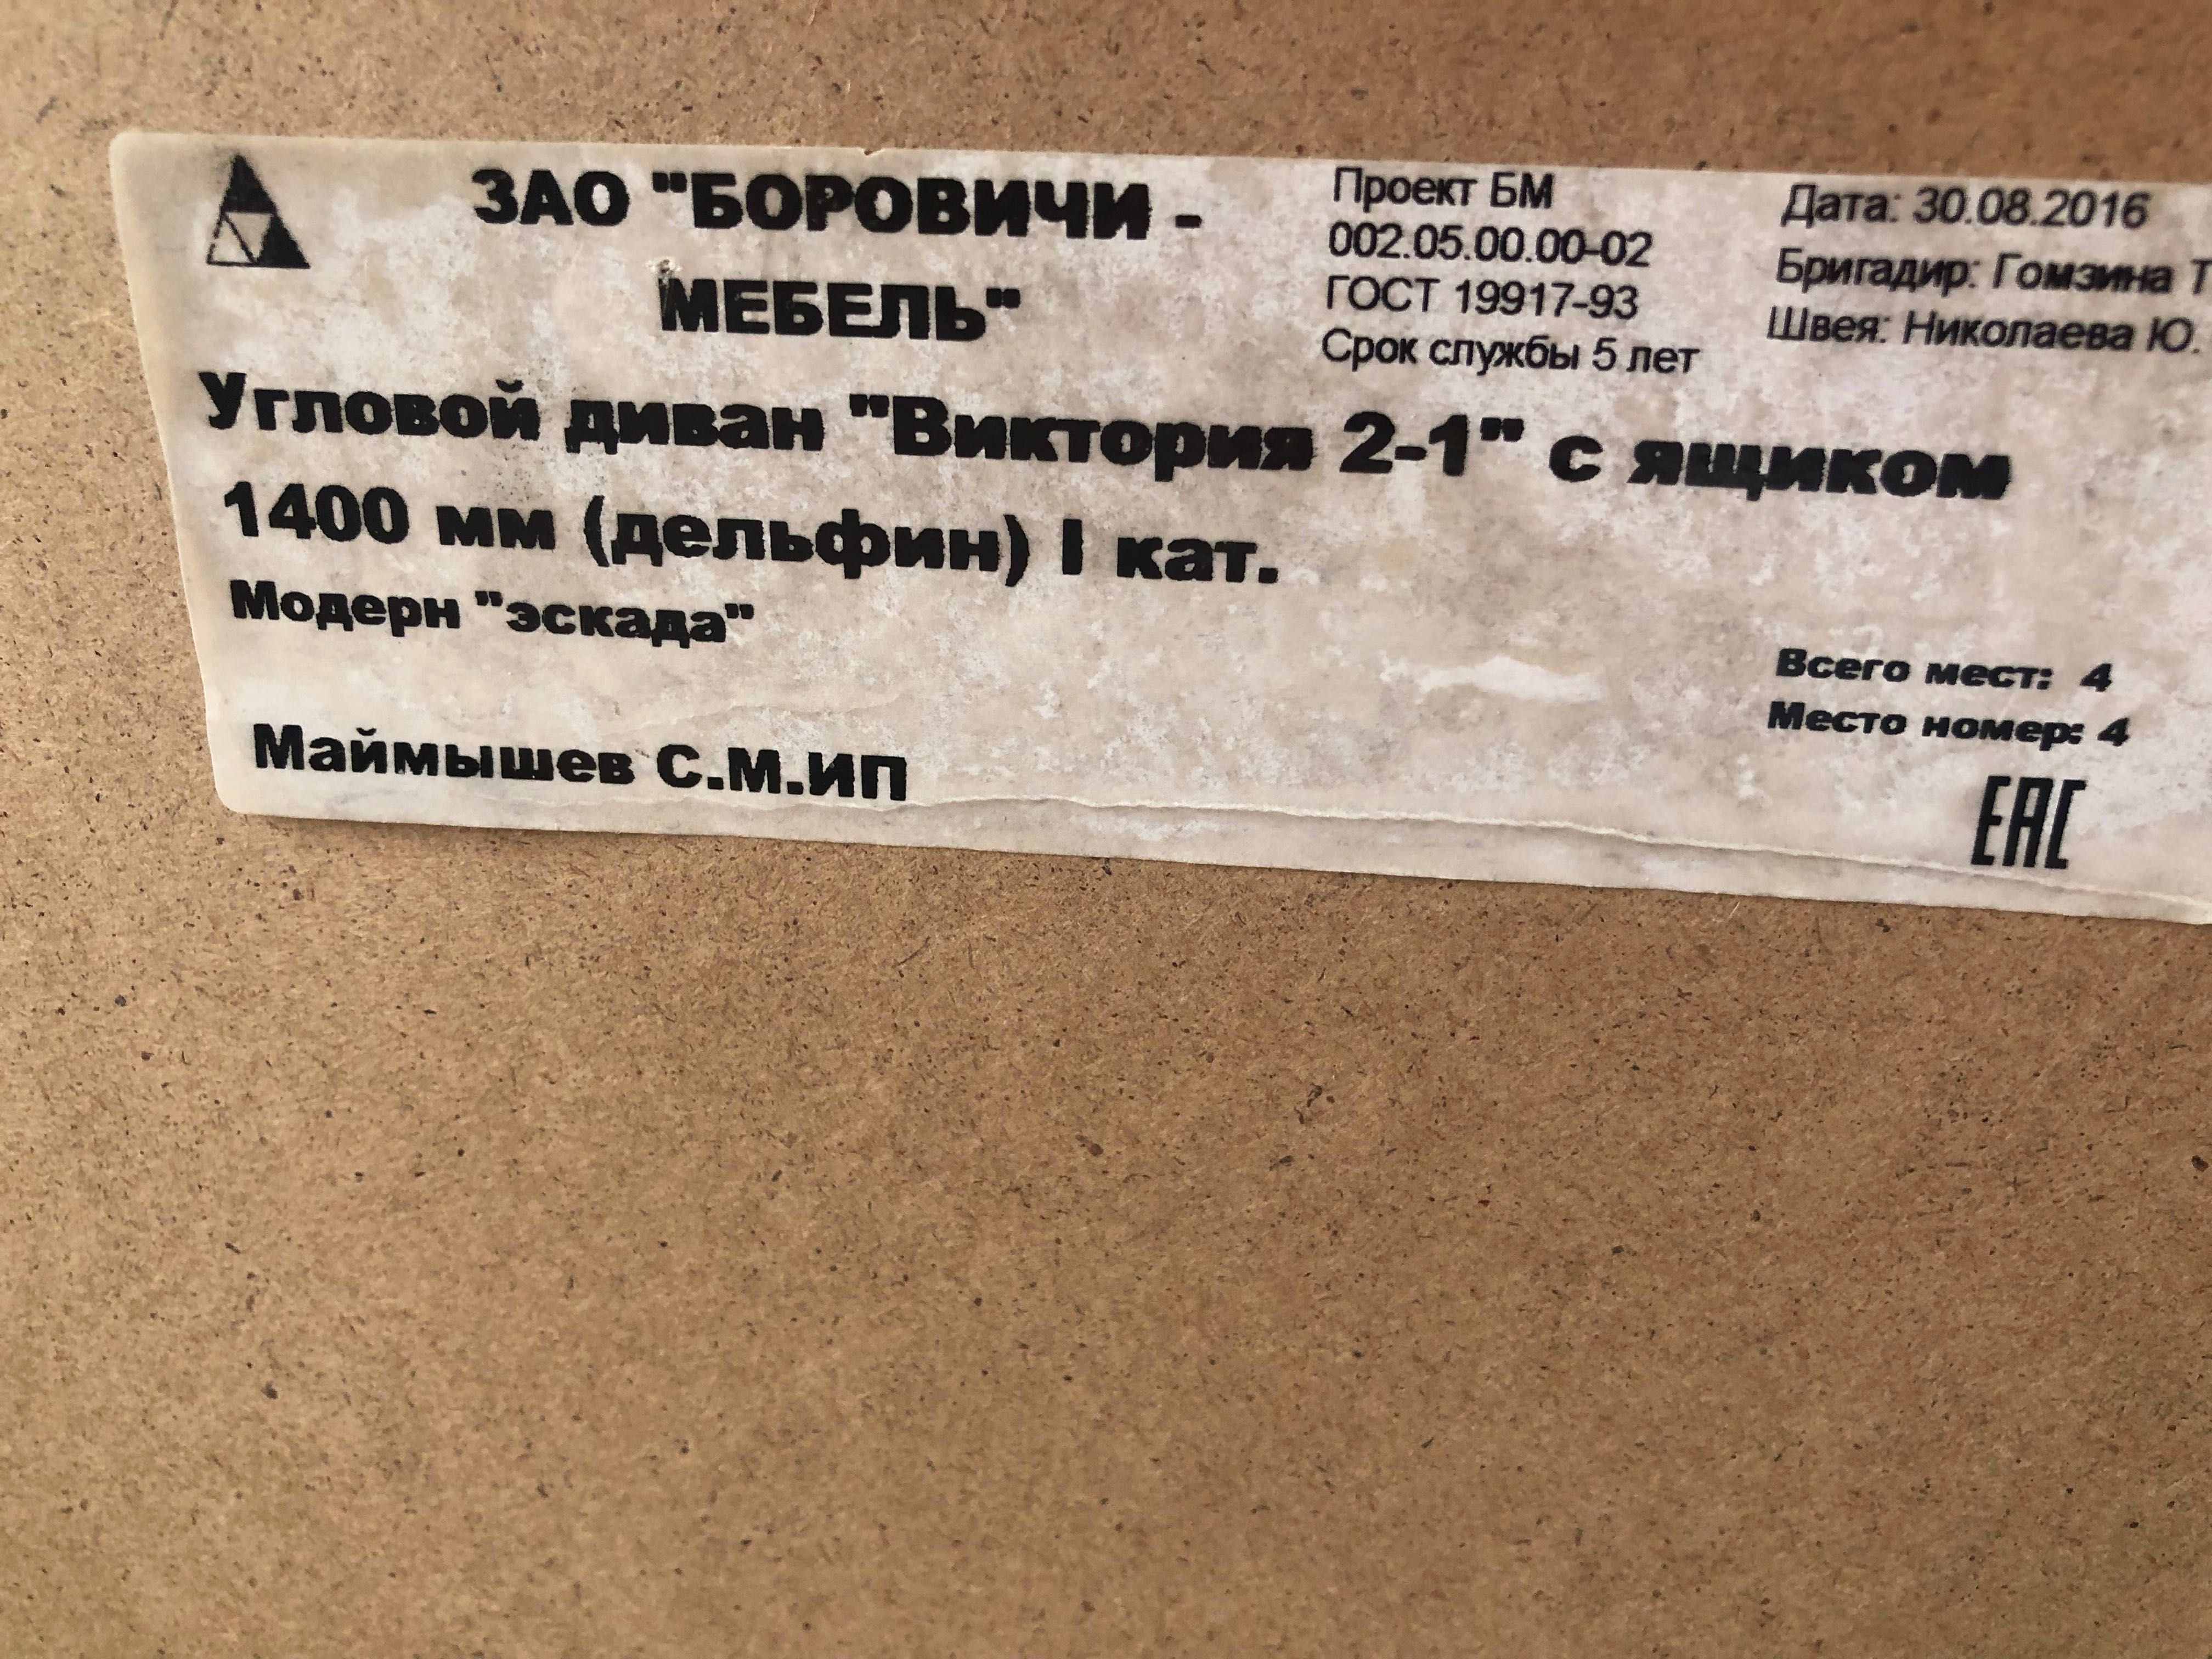 ЗАО "БОРОВИЧИ -
МЕБЕЛЬ"
Проект БМ
002.05.00.00-02
ГОСТ 19917-93
Срок службы 5 лет
Дата: 30.08.2016
Бригадир: Гомзина Т
Швея: Николаева Ю.
Угловой диван "Виктория 2-1" с ящиком
1400 мм (дельфин) I кат.
Модерн "эскада"
Всего мест: 4
Место номер: 4
Маймышев С.М.ИП
ЕАС